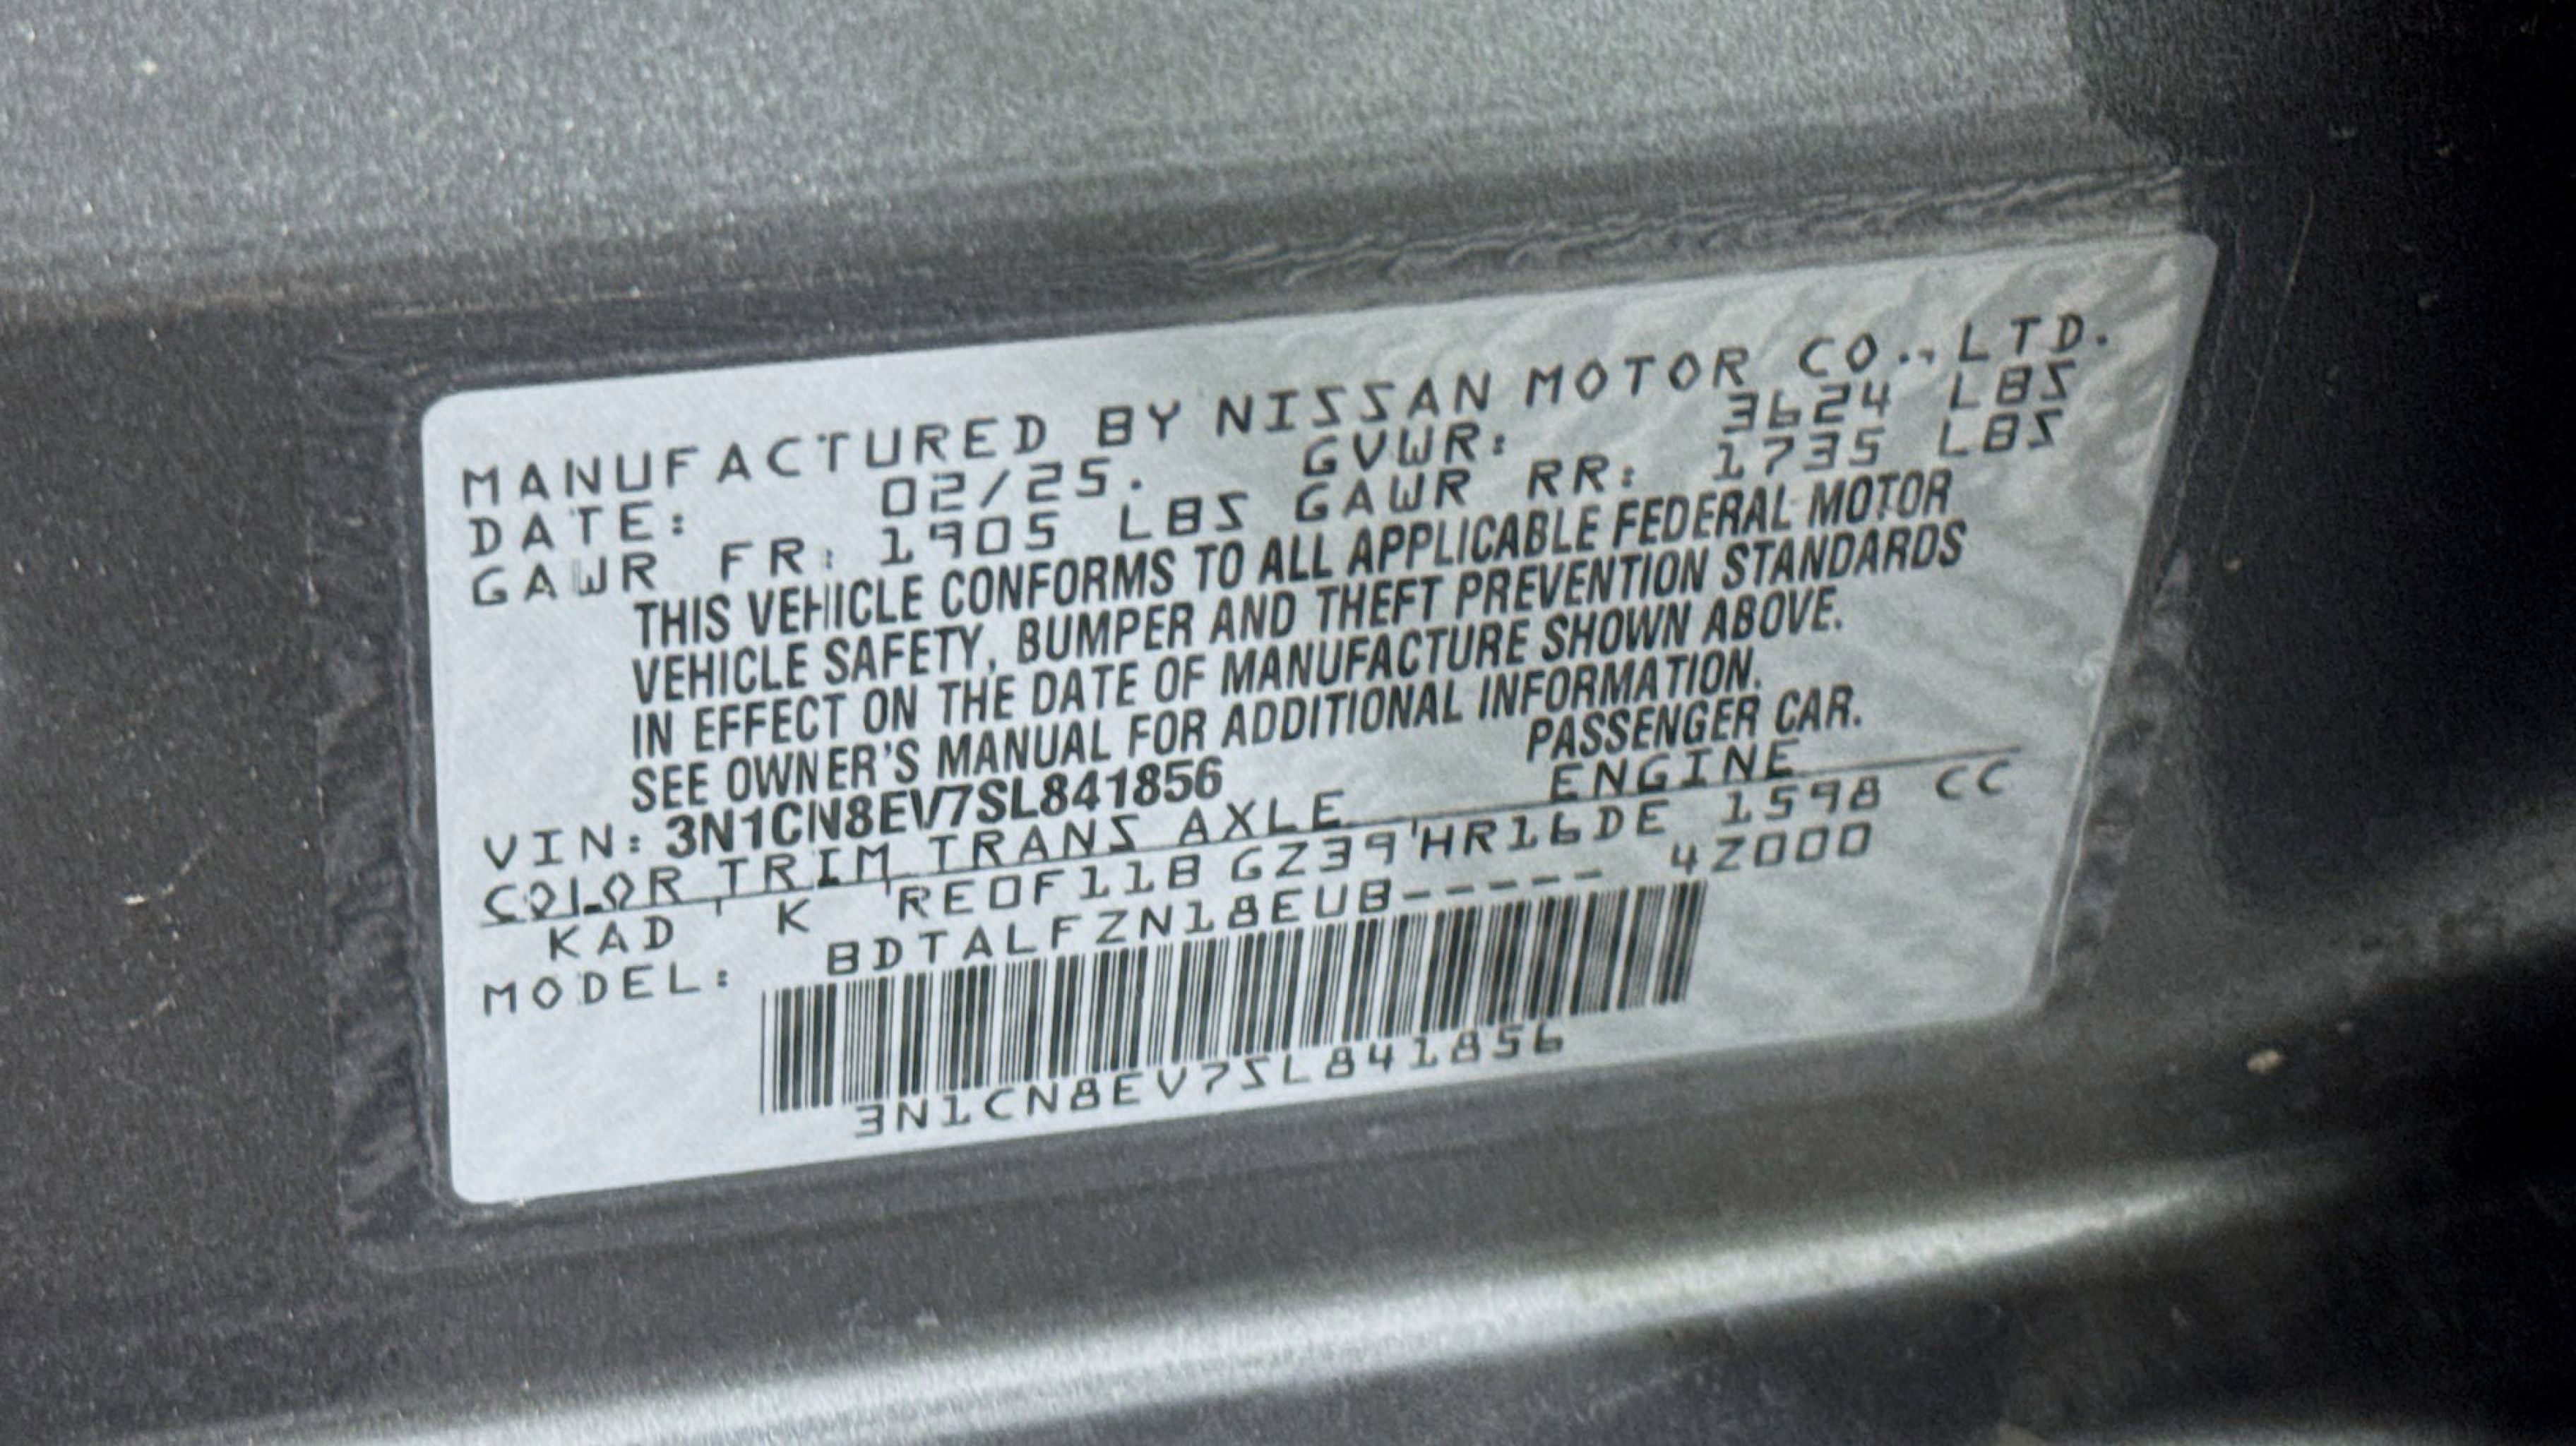 MANUFACTURED BY NISSAN MOTOR CO., LTD.
DATE: 02/25. GVWR: 3624 LBS
GAWR FR: 1905 LBS GAWR RR: 1735 LBS
THIS VEHICLE CONFORMS TO ALL APPLICABLE FEDERAL MOTOR
VEHICLE SAFETY, BUMPER AND THEFT PREVENTION STANDARDS
IN EFFECT ON THE DATE OF MANUFACTURE SHOWN ABOVE.
SEE OWNER'S MANUAL FOR ADDITIONAL INFORMATION.
VIN: 3N1CN8EV7SL841856 PASSENGER CAR.
COLOR TRIM TRANS AXLE ENGINE
KAD K RE0F11B GZ39 HR16DE 1598 CC
MODEL: BDTALFZN18EUB----- 4Z000
3N1CN8EV7SL841856